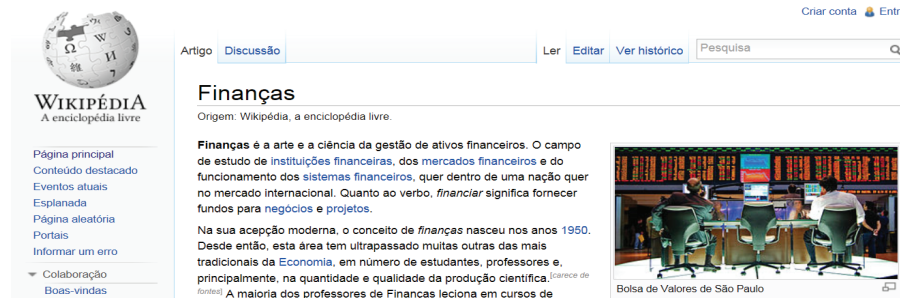 Criar conta Entr
Artigo Discussão Ler Editar Ver histórico Pesquisa
WIKIPÉDIA
A enciclopédia livre
Página principal
Conteúdo destacado
Eventos atuais
Esplanada
Página aleatória
Portais
Informar um erro
Colaboração
Boas-vindas
Finanças
Origem: Wikipédia, a enciclopédia livre.
Finanças é a arte e a ciência da gestão de ativos financeiros. O campo
de estudo de instituições financeiras, dos mercados financeiros e do
funcionamento dos sistemas financeiros, quer dentro de uma nação quer
no mercado internacional. Quanto ao verbo, financiar significa fornecer
fundos para negócios e projetos.
Na sua acepção moderna, o conceito de finanças nasceu nos anos 1950.
Desde então, esta área tem ultrapassado muitas outras das mais
tradicionais da Economia, em número de estudantes, professores e,
principalmente, na quantidade e qualidade da produção científica.[carece de
fontes] A maioria dos professores de Finanças leciona em cursos de
Bolsa de Valores de São Paulo